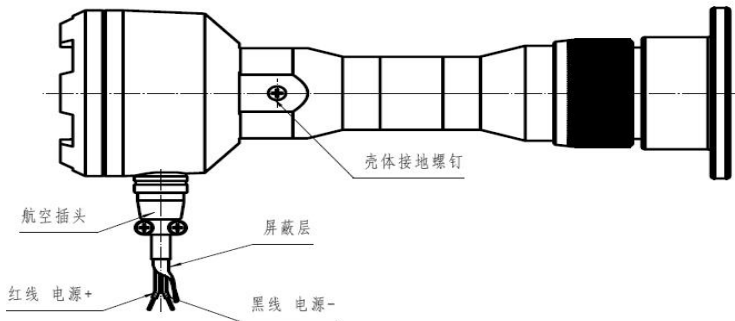 壳体接地螺钉
航空插头
屏蔽层
红线 电源+
黑线 电源-